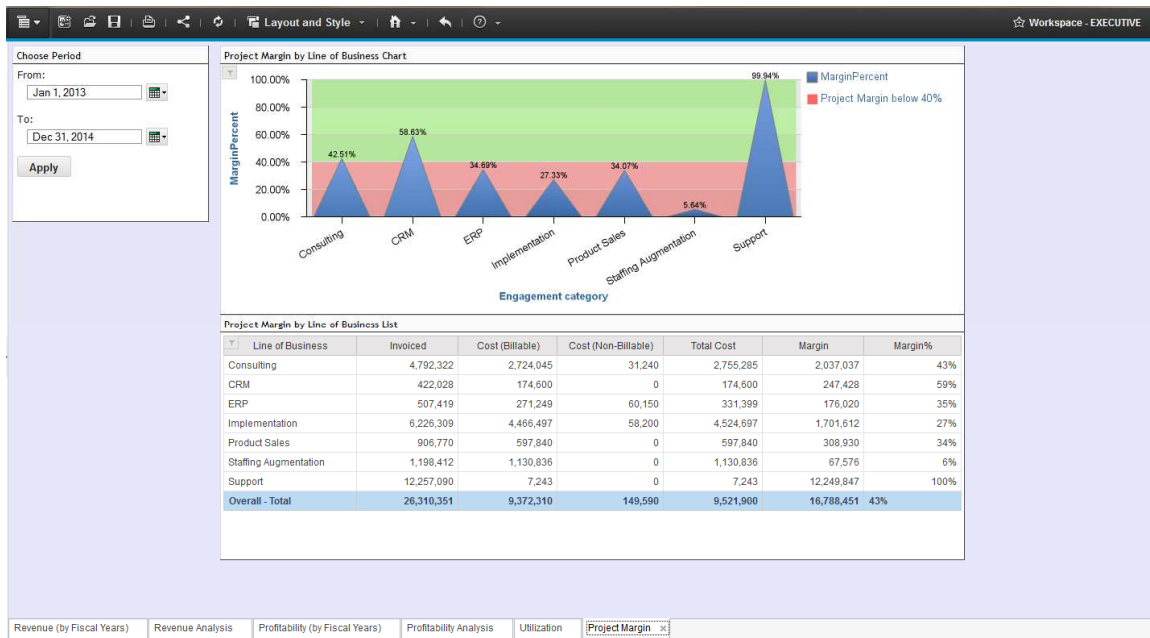 Layout and Style
Workspace - EXECUTIVE
Choose Period
From:
Jan 1, 2013
To:
Dec 31, 2014
Apply
Project Margin by Line of Business Chart
MarginPercent
100.00%
80.00%
60.00%
40.00%
20.00%
0.00%
42.51%
58.63%
34.69%
27.33%
34.07%
5.64%
99.94%
Consulting
CRM
ERP
Implementation
Product Sales
Staffing Augmentation
Support
Engagement category
MarginPercent
Project Margin below 40%
Project Margin by Line of Business List
Line of Business Invoiced Cost (Billable) Cost (Non-Billable) Total Cost Margin Margin%
Consulting 4,792,322 2,724,045 31,240 2,755,285 2,037,037 43%
CRM 422,028 174,600 0 174,600 247,428 59%
ERP 507,419 271,249 60,150 331,399 176,020 35%
Implementation 6,226,309 4,466,497 58,200 4,524,697 1,701,612 27%
Product Sales 906,770 597,840 0 597,840 308,930 34%
Staffing Augmentation 1,198,412 1,130,836 0 1,130,836 67,576 6%
Support 12,257,090 7,243 0 7,243 12,249,847 100%
Overall - Total 26,310,351 9,372,310 149,590 9,521,900 16,788,451 43%
Revenue (by Fiscal Years) Revenue Analysis Profitability (by Fiscal Years) Profitability Analysis Utilization Project Margin